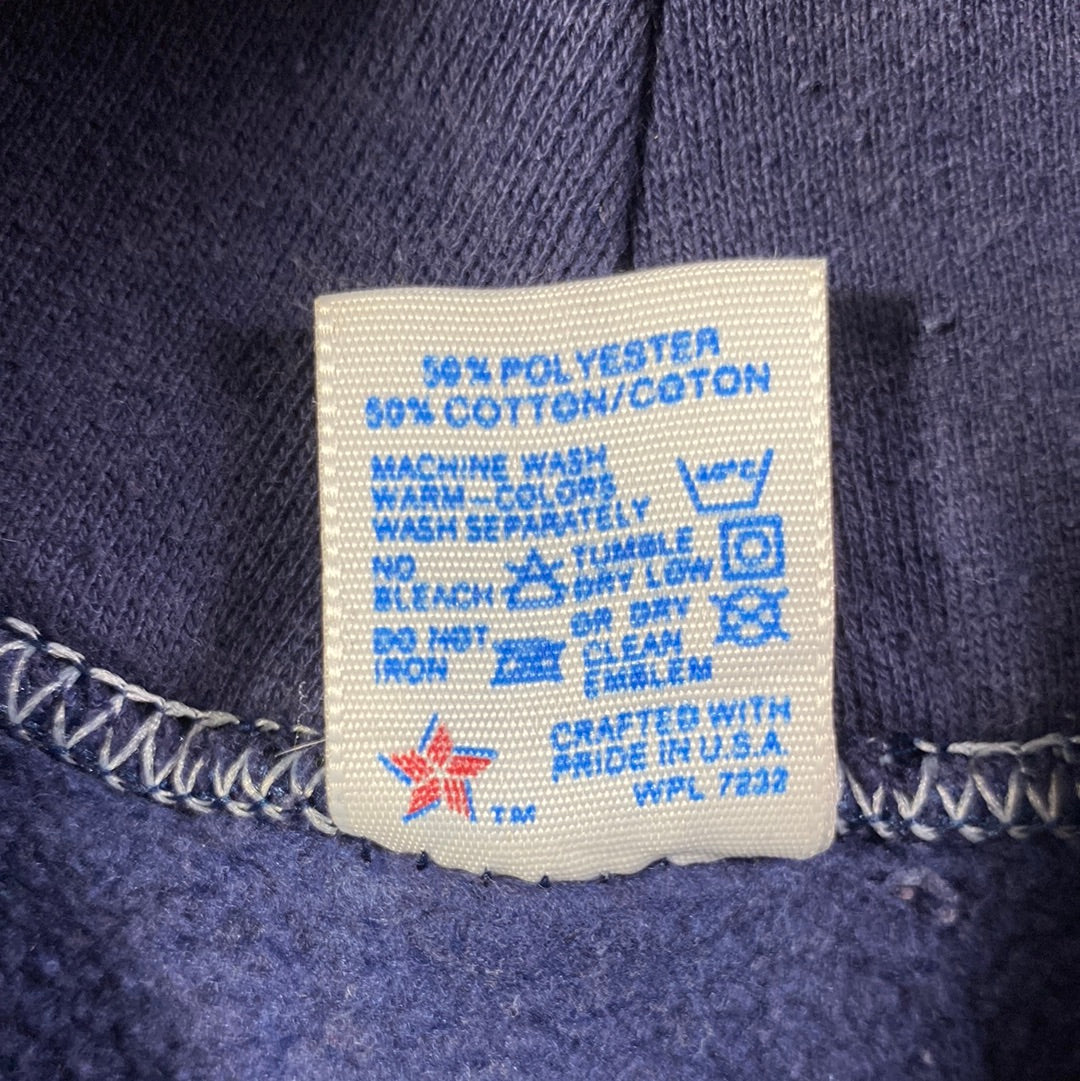 50% POLYESTER
50% COTTON/COTON
MACHINE WASH
WARM—COLORS
WASH SEPARATELY
40°C
NO
BLEACH
TUMBLE
DRY LOW
OR DRY
CLEAN
EMBLEM
DO NOT
IRON
CRAFTED WITH
PRIDE IN U.S.A
WPL 7232
TM